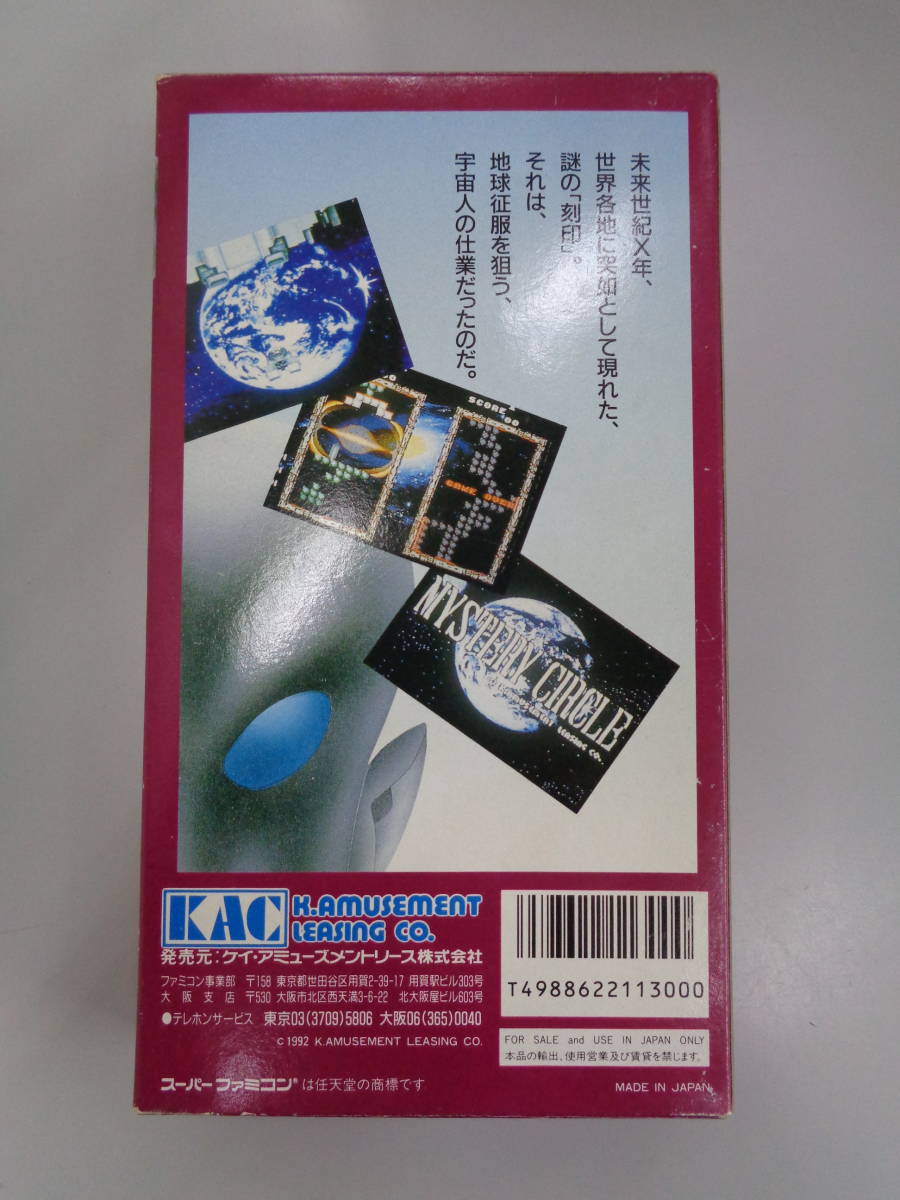 未来世紀X年、
世界各地に突如として現れた、
謎の「刻印」。
それは、
地球征服を狙う、
宇宙人の仕業だったのだ。
SCORE
00
GAME OVER
MYSTERY CIRCLE
K.AMUSEMENT LEASING CO.
KAC
K.AMUSEMENT
LEASING CO.
発売元:ケイ・アミューズメントリース株式会社
ファミコン事業部 〒158 東京都世田谷区用賀2-39-17 用賀駅ビル303号
大阪支店 〒530 大阪市北区西天満3-6-22 北大阪屋ビル603号
●テレホンサービス 東京03(3709)5806 大阪06(365)0040
©1992 K.AMUSEMENT LEASING CO.
スーパーファミコン®は任天堂の商標です
T4988622113000
FOR SALE and USE IN JAPAN ONLY
本品の輸出、使用営業及び賃貸を禁じます。
MADE IN JAPAN